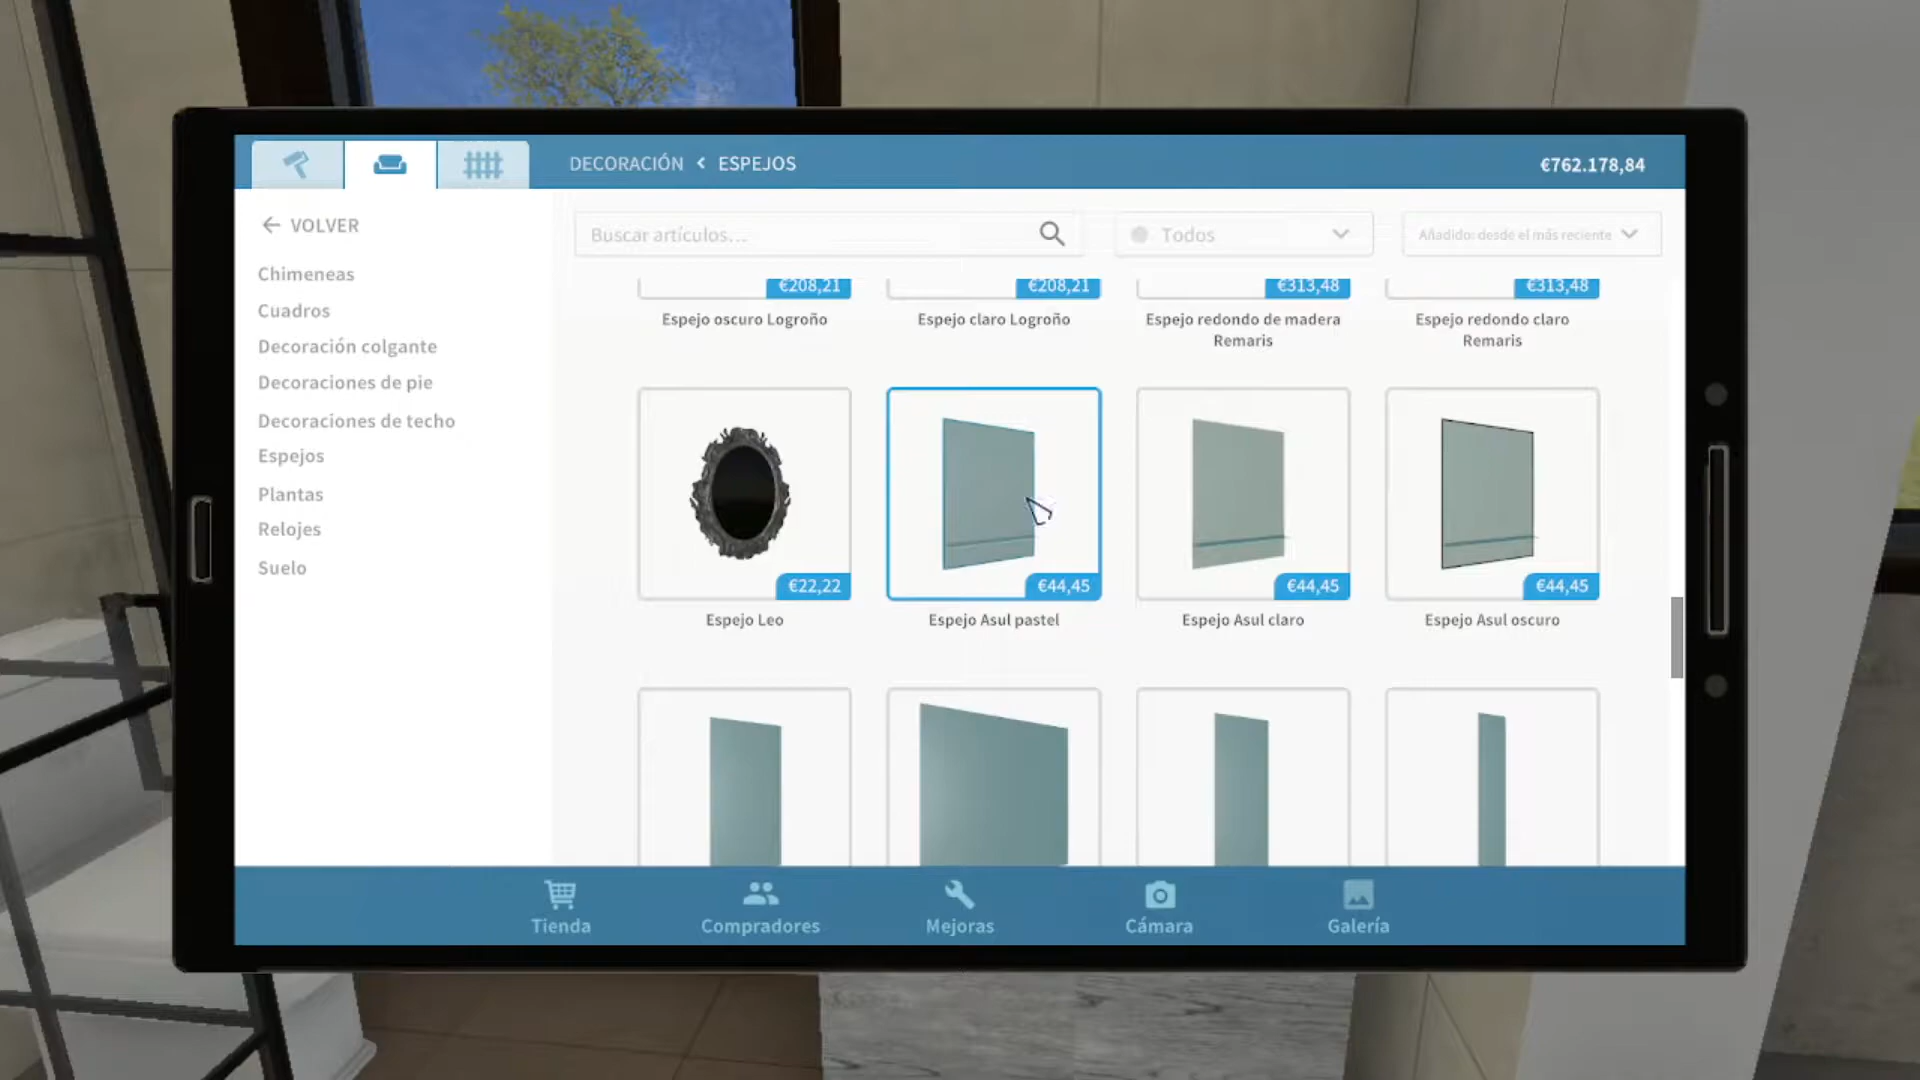 DECORACIÓN < ESPEJOS
€762.178,84
VOLVER
Chimeneas
Cuadros
Decoración colgante
Decoraciones de pie
Decoraciones de techo
Espejos
Plantas
Relojes
Suelo
Buscar artículos...
Todos
Añadido: desde el más reciente
€208,21
€208,21
€313,48
€313,48
Espejo oscuro Logroño
Espejo claro Logroño
Espejo redondo de madera
Remaris
Espejo redondo claro
Remaris
€22,22
€44,45
€44,45
€44,45
Espejo Leo
Espejo Asul pastel
Espejo Asul claro
Espejo Asul oscuro
Tienda
Compradores
Mejoras
Cámara
Galería